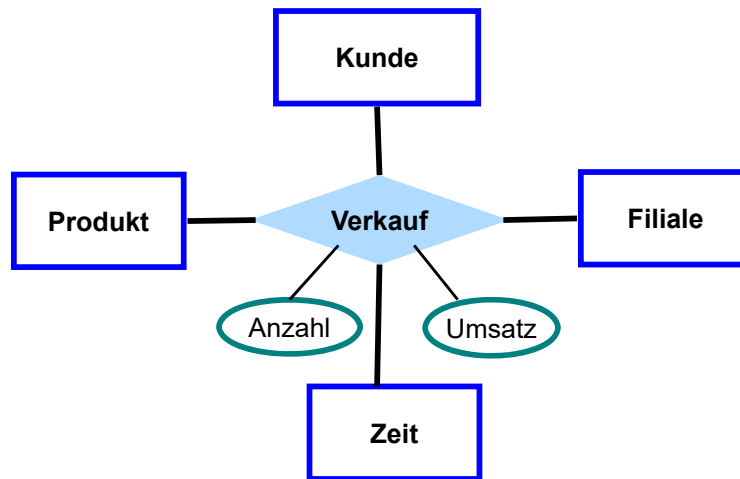 Kunde
Produkt
Verkauf
Filiale
Anzahl
Umsatz
Zeit